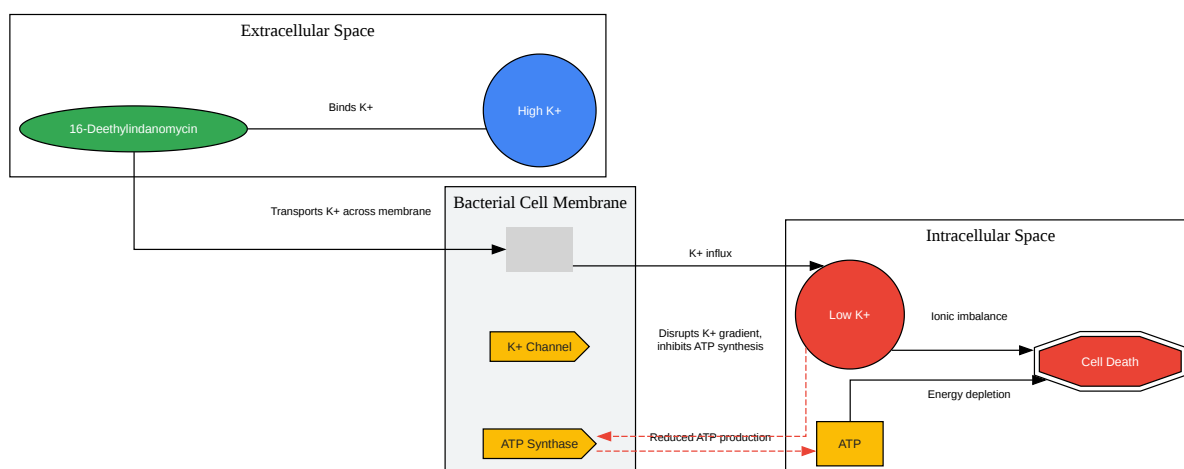 Extracellular Space
16-Deethylindanomycin
Binds K+
High K+
Transports K+ across membrane
Bacterial Cell Membrane
K+ influx
K+ Channel
ATP Synthase
Disrupts K+ gradient,
inhibits ATP synthesis
Reduced ATP production
Intracellular Space
Low K+
Ionic imbalance
Cell Death
Energy depletion
ATP